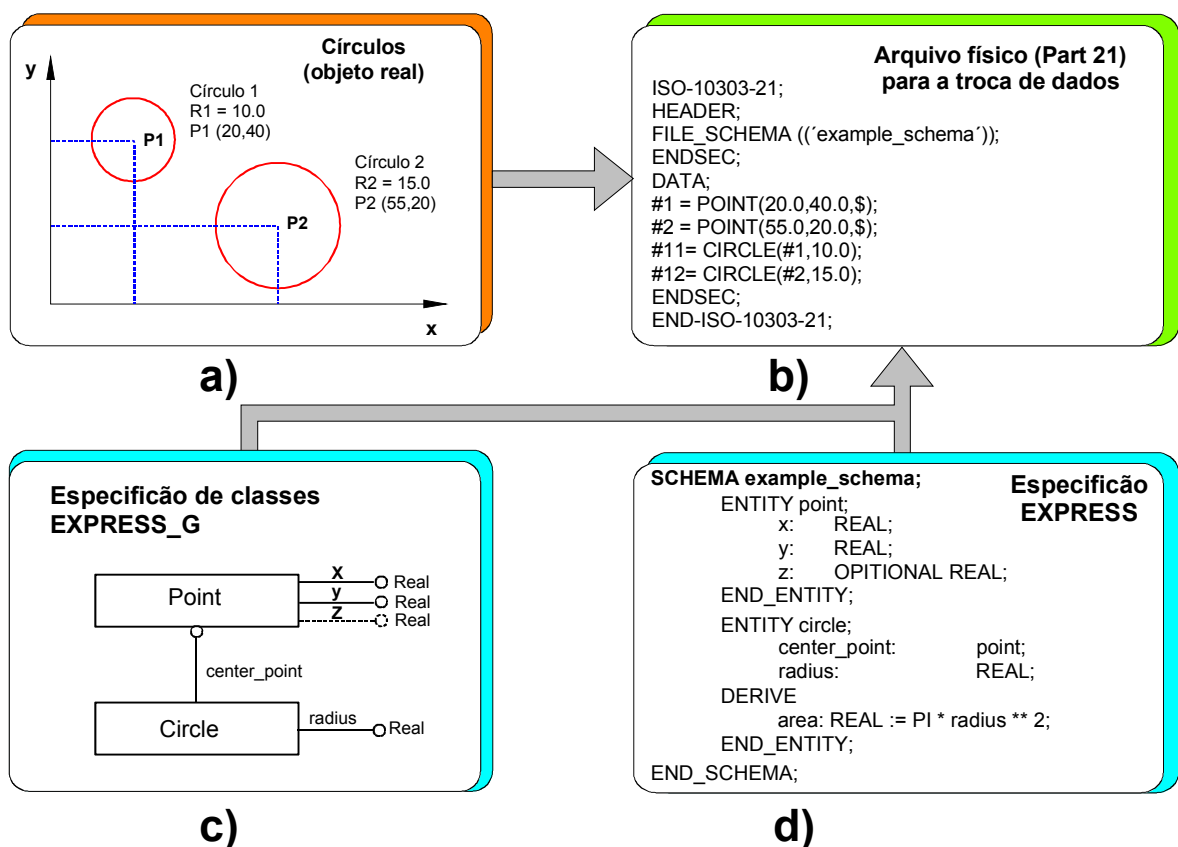 Círculos
(objeto real)
y
Círculo 1
R1 = 10.0
P1 (20,40)
P1
Círculo 2
R2 = 15.0
P2 (55,20)
P2
x
a)
Arquivo físico (Part 21)
para a troca de dados
ISO-10303-21;
HEADER;
FILE_SCHEMA ((´example_schema´));
ENDSEC;
DATA;
#1 = POINT(20.0,40.0,$);
#2 = POINT(55.0,20.0,$);
#11= CIRCLE(#1,10.0);
#12= CIRCLE(#2,15.0);
ENDSEC;
END-ISO-10303-21;
b)
Especificão de classes
EXPRESS_G
Point
X Real
y Real
Z Real
center_point
Circle
radius Real
c)
Especificão
EXPRESS
SCHEMA example_schema;
ENTITY point;
x: REAL;
y: REAL;
z: OPITIONAL REAL;
END_ENTITY;
ENTITY circle;
center_point: point;
radius: REAL;
DERIVE
area: REAL := PI * radius ** 2;
END_ENTITY;
END_SCHEMA;
d)